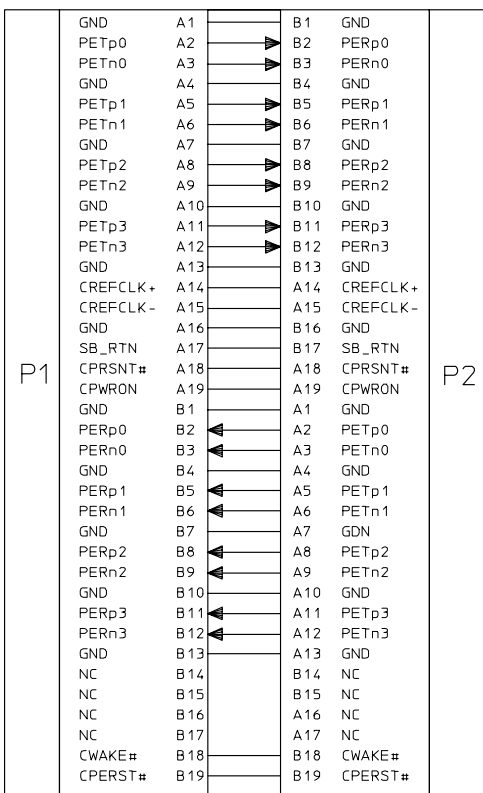 GND A1 B1 GND
PETp0 A2 B2 PERp0
PETn0 A3 B3 PERn0
GND A4 B4 GND
PETp1 A5 B5 PERp1
PETn1 A6 B6 PERn1
GND A7 B7 GND
PETp2 A8 B8 PERp2
PETn2 A9 B9 PERn2
GND A10 B10 GND
PETp3 A11 B11 PERp3
PETn3 A12 B12 PERn3
GND A13 B13 GND
CREFCLK+ A14 A14 CREFCLK+
CREFCLK- A15 A15 CREFCLK-
GND A16 B16 GND
SB_RTN A17 B17 SB_RTN
P1 CPRSNT# A18 A18 CPRSNT# P2
CPWRON A19 A19 CPWRON
GND B1 A1 GND
PERp0 B2 A2 PETp0
PERn0 B3 A3 PETn0
GND B4 A4 GND
PERp1 B5 A5 PETp1
PERn1 B6 A6 PETn1
GND B7 A7 GDN
PERp2 B8 A8 PETp2
PERn2 B9 A9 PETn2
GND B10 A10 GND
PERp3 B11 A11 PETp3
PERn3 B12 A12 PETn3
GND B13 A13 GND
NC B14 B14 NC
NC B15 B15 NC
NC B16 A16 NC
NC B17 A17 NC
CWAKE# B18 B18 CWAKE#
CPERST# B19 B19 CPERST#